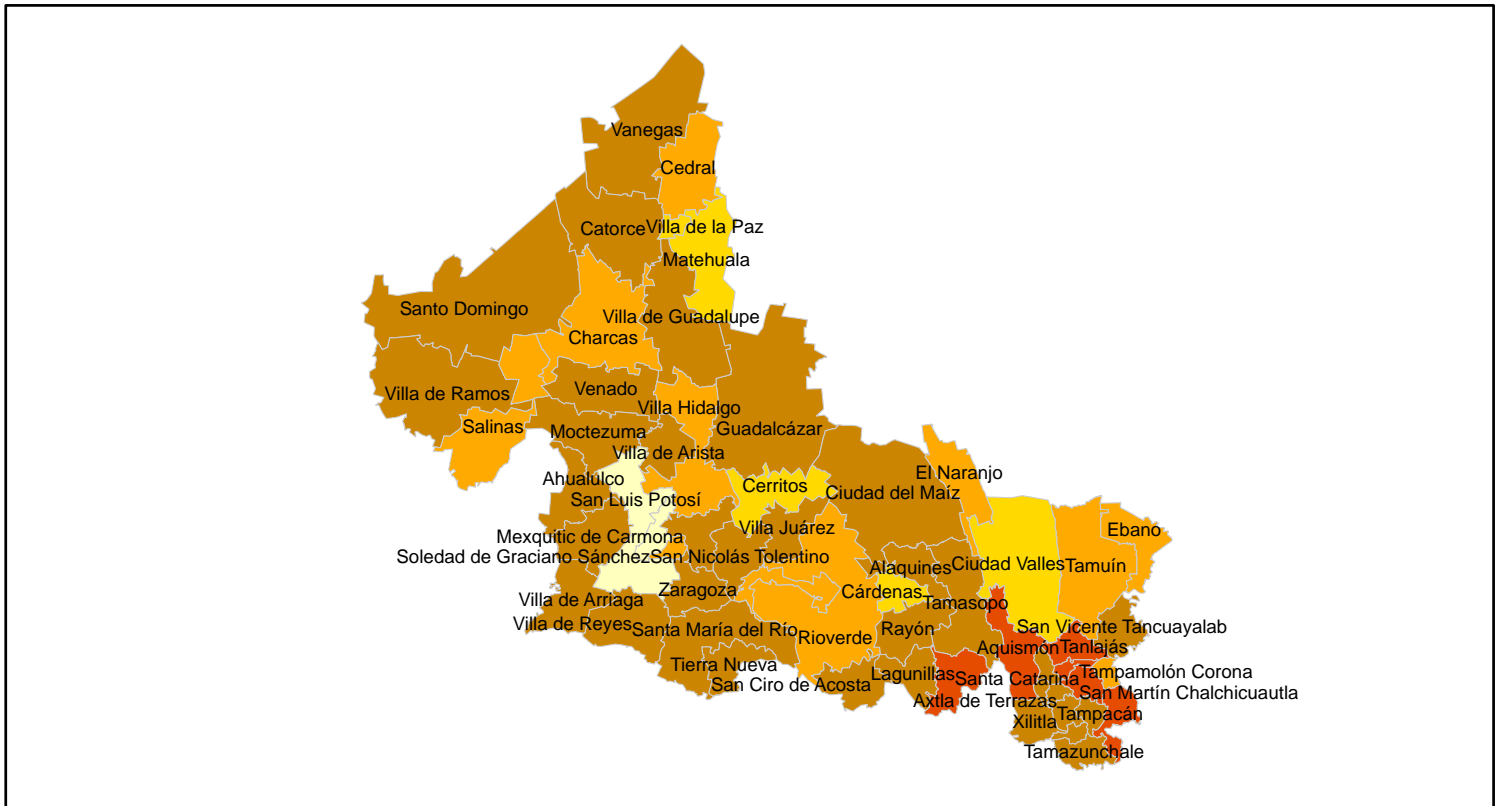 Vanegas
Cedral
Catorce
Villa de la Paz
Matehuala
Santo Domingo
Villa de Guadalupe
Charcas
Villa de Ramos
Venado
Villa Hidalgo
Salinas
Moctezuma
Guadalcázar
Villa de Arista
El Naranjo
Ahualulco
Cerritos
Ciudad del Maíz
San Luis Potosí
Villa Juárez
Ebano
Mexquitic de Carmona
Soledad de Graciano Sánchez
San Nicolás Tolentino
Alaquines
Ciudad Valles
Tamuín
Zaragoza
Cárdenas
Villa de Arriaga
Tamasopo
Villa de Reyes
Santa María del Río
Rioverde
Rayón
San Vicente Tancuayalab
Aquismón
Tanlajás
Tierra Nueva
San Ciro de Acosta
Lagunillas
Santa Catarina
Tampamolón Corona
Axtla de Terrazas
San Martín Chalchicuautla
Xilitla
Tampacán
Tamazunchale